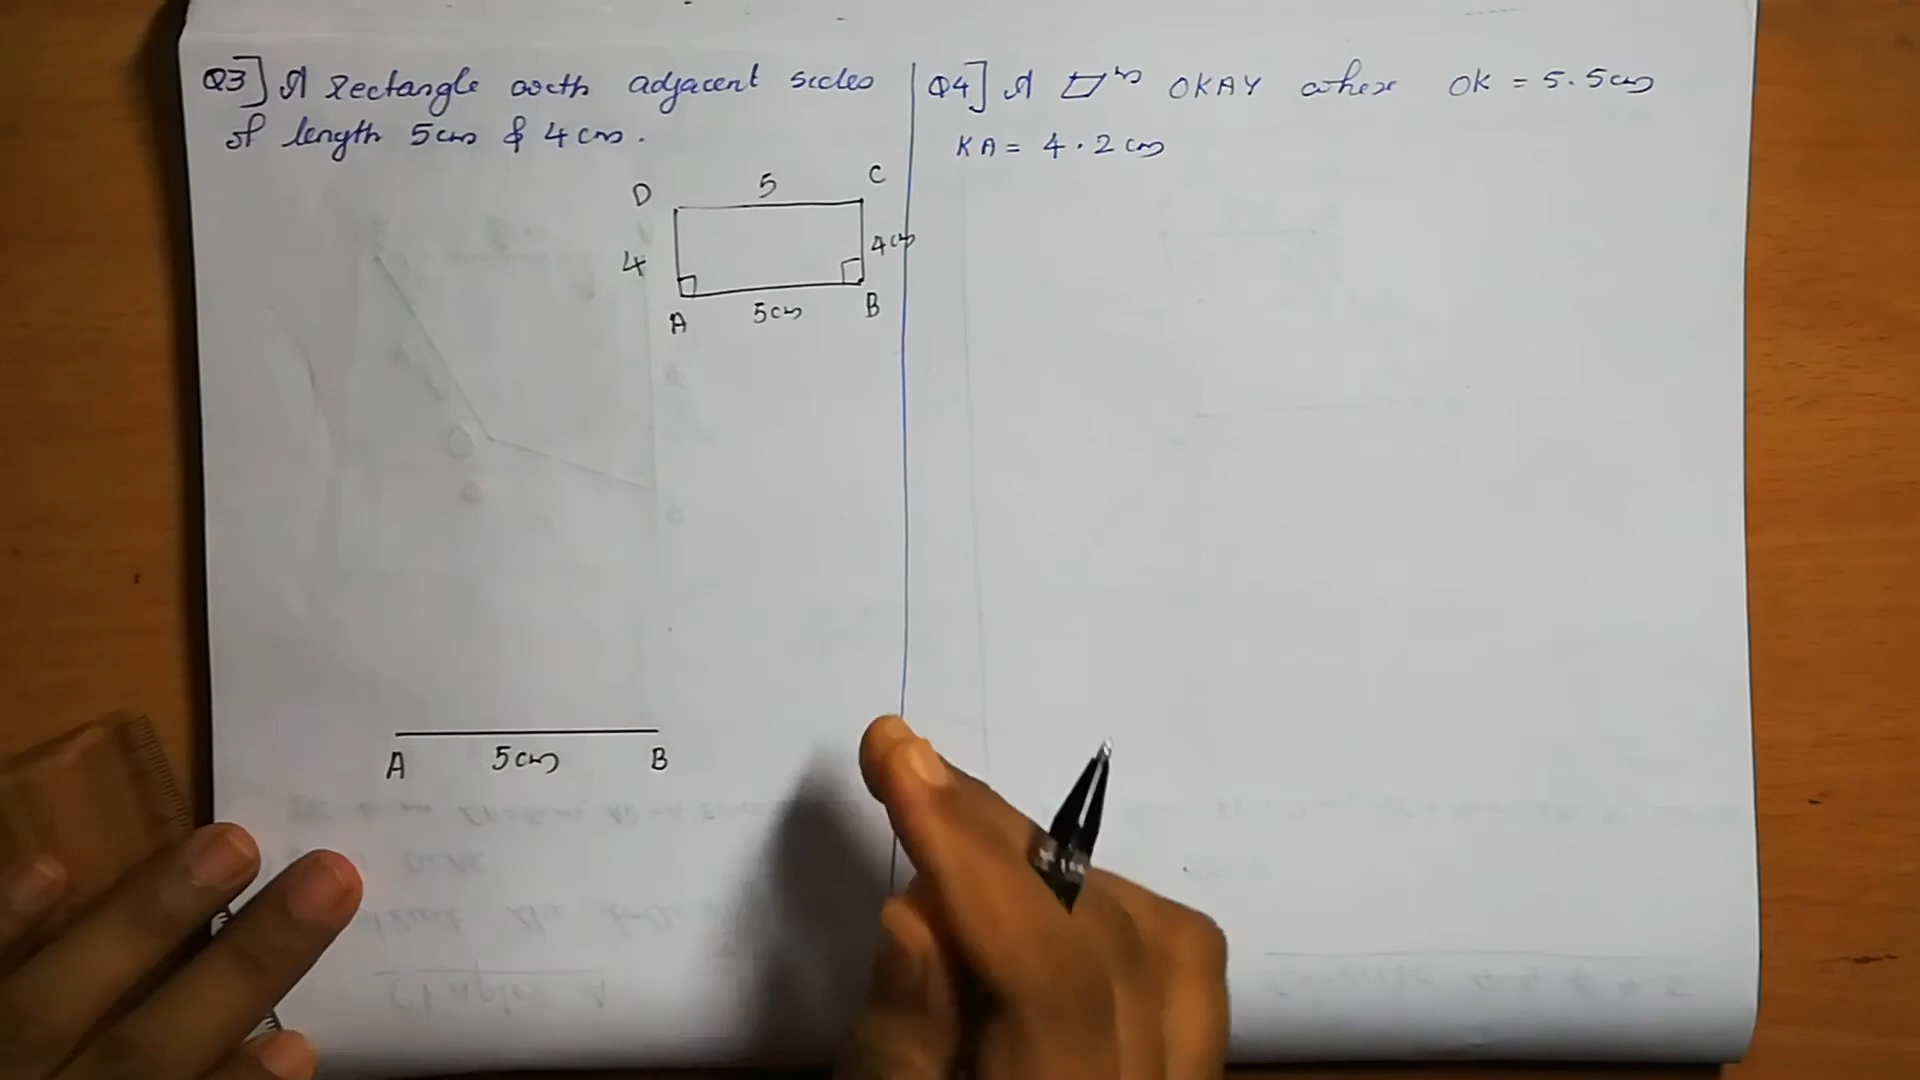 Q3] A Rectangle with adjacent sides
of length 5cm & 4cm.
D 5 C
4 4cm
A 5cm B
A 5cm B
Q4] A ▱m OKAY where OK = 5.5cm
KA = 4.2cm